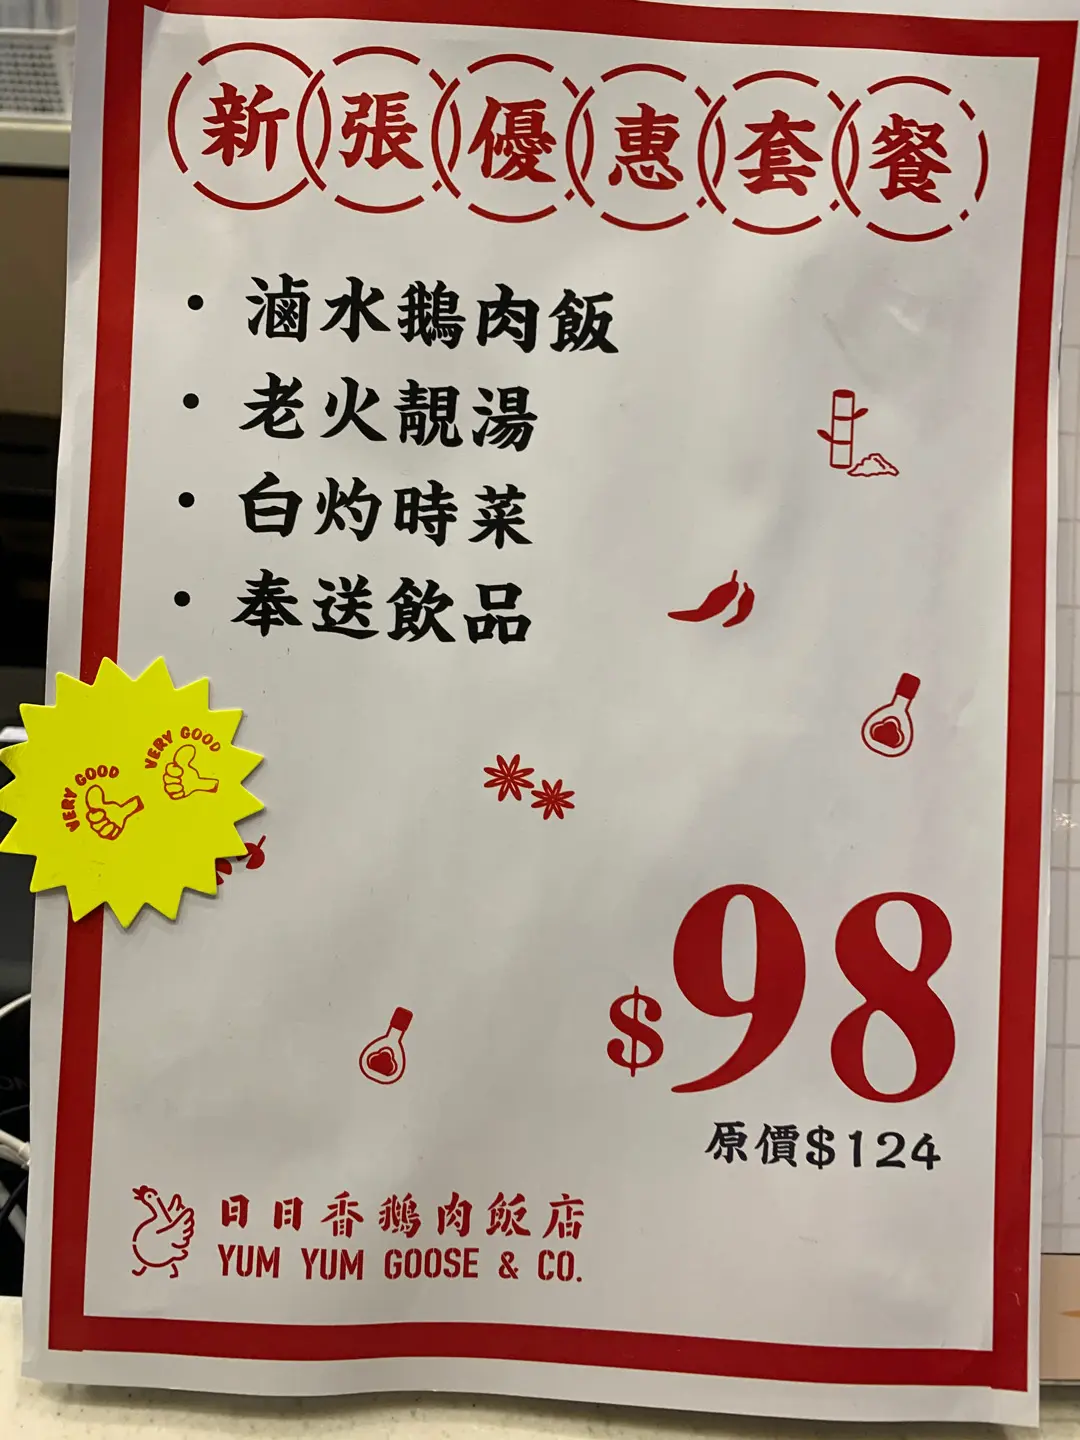 新張優惠套餐
• 滷水鵝肉飯
• 老火靚湯
• 白灼時菜
• 奉送飲品
VERY GOOD
VERY GOOD
$98
原價$124
日日香鵝肉飯店
YUM YUM GOOSE & CO.